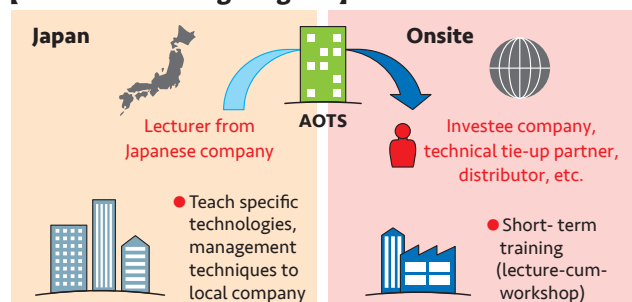 Japan
Onsite
AOTS
Lecturer from
Japanese company
Investee company,
technical tie-up partner,
distributor, etc.
● Teach specific
technologies,
management
techniques to
local company
● Short- term
training
(lecture-cum-
workshop)